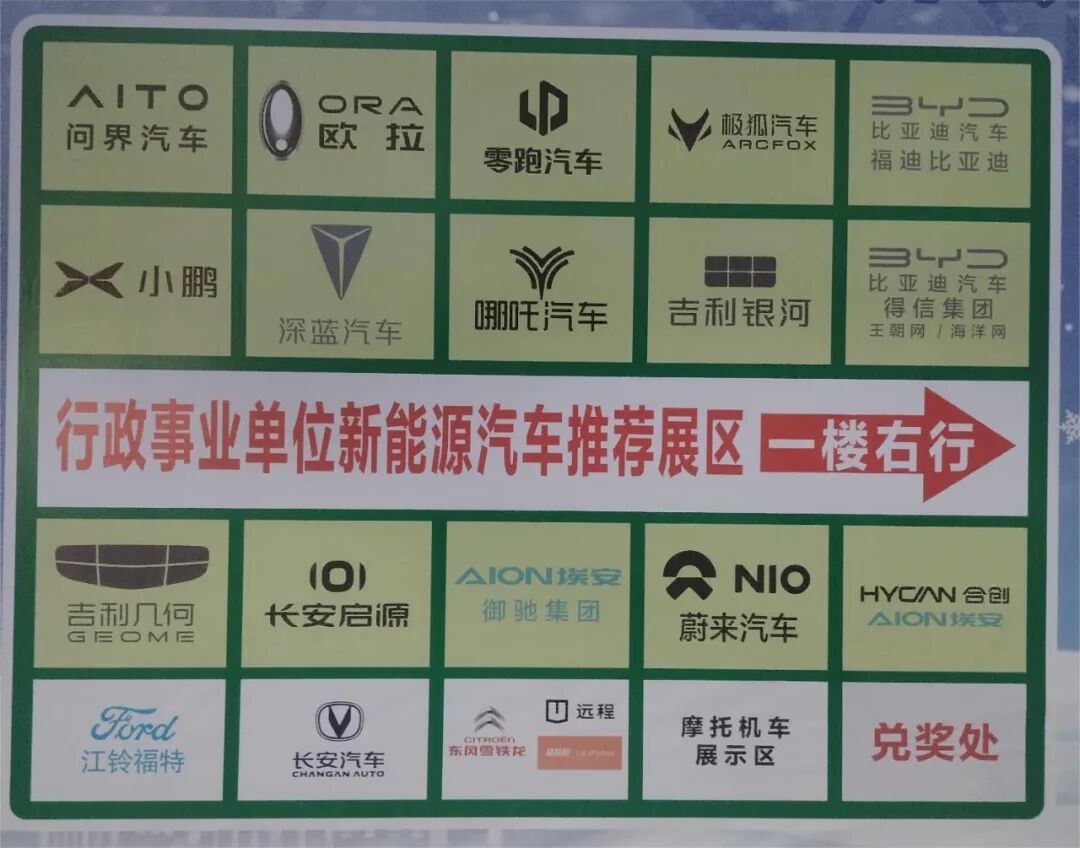 AITO
问界汽车
ORA
欧拉
零跑汽车
极狐汽车
ARCFOX
BYD
比亚迪汽车
福迪比亚迪
小鹏
深蓝汽车
哪吒汽车
吉利银河
BYD
比亚迪汽车
得信集团
王朝网 / 海洋网
行政事业单位新能源汽车推荐展区
一楼右行
吉利几何
GEOME
长安启源
AION埃安
御驰集团
NIO
蔚来汽车
HYCAN 合创
AION埃安
Ford
江铃福特
长安汽车
CHANGAN AUTO
CITROËN
东风雪铁龙
远程
摩托机车
展示区
兑奖处